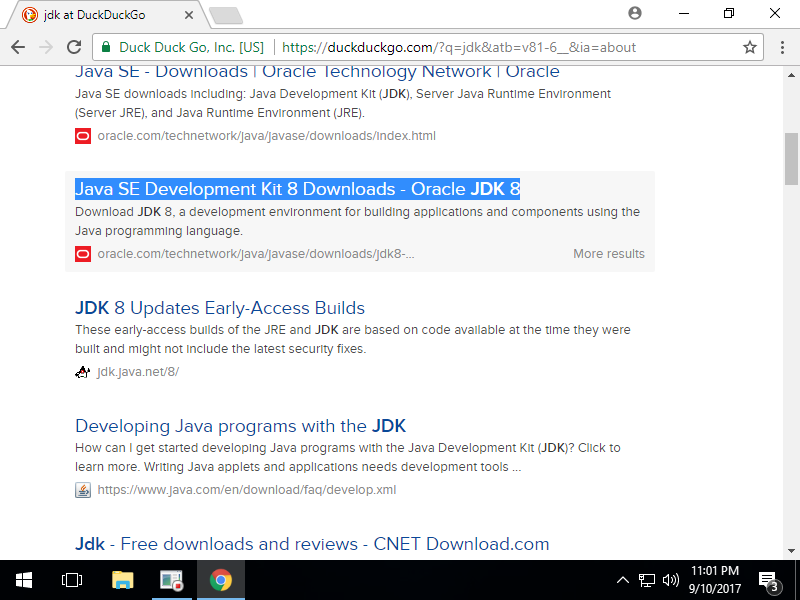 jdk at DuckDuckGo
Duck Duck Go, Inc. [US]
https://duckduckgo.com/?q=jdk&atb=v81-6__&ia=about
Java SE - Downloads | Oracle Technology Network | Oracle
Java SE downloads including: Java Development Kit (JDK), Server Java Runtime Environment
(Server JRE), and Java Runtime Environment (JRE).
oracle.com/technetwork/java/javase/downloads/index.html
Java SE Development Kit 8 Downloads - Oracle JDK 8
Download JDK 8, a development environment for building applications and components using the
Java programming language.
oracle.com/technetwork/java/javase/downloads/jdk8-...
More results
JDK 8 Updates Early-Access Builds
These early-access builds of the JRE and JDK are based on code available at the time they were
built and might not include the latest security fixes.
jdk.java.net/8/
Developing Java programs with the JDK
How can I get started developing Java programs with the Java Development Kit (JDK)? Click to
learn more. Writing Java applets and applications needs development tools ...
https://www.java.com/en/download/faq/develop.xml
Jdk - Free downloads and reviews - CNET Download.com
11:01 PM
9/10/2017
3